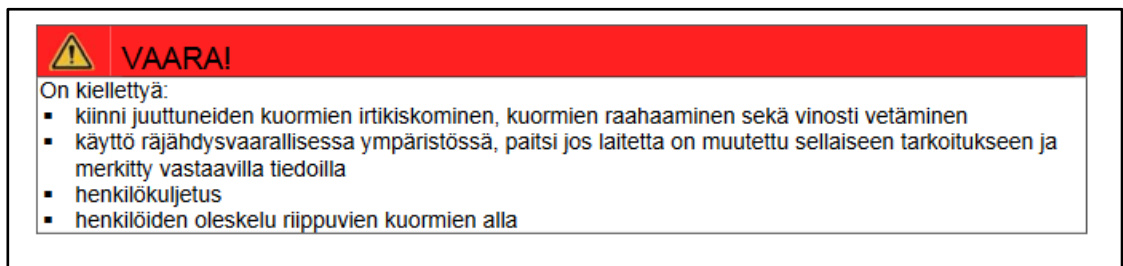 VAARA!
On kiellettyä:
▪ kiinni juuttuneiden kuormien irtikiskominen, kuormien raahaaminen sekä vinosti vetäminen
▪ käyttö räjähdysvaarallisessa ympäristössä, paitsi jos laitetta on muutettu sellaiseen tarkoitukseen ja
merkitty vastaavilla tiedoilla
▪ henkilökuljetus
▪ henkilöiden oleskelu riippuvien kuormien alla